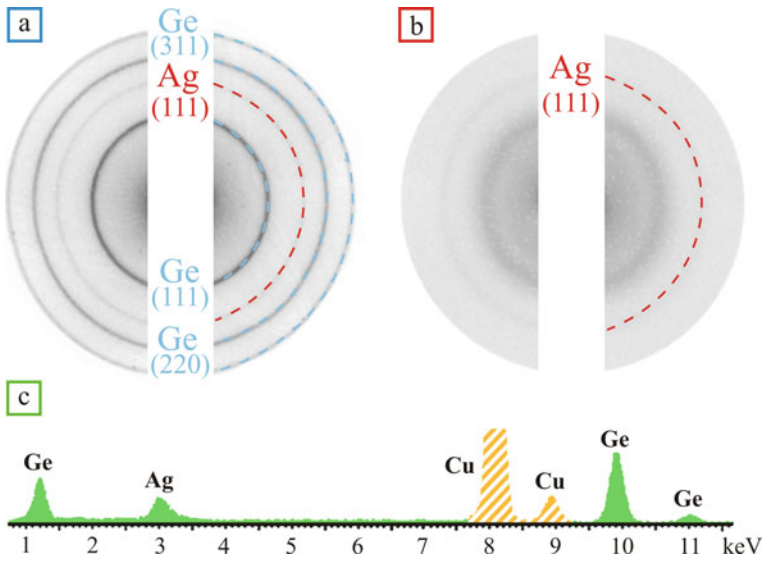 a
Ge
(311)
Ag
(111)
Ge
(111)
Ge
(220)
b
Ag
(111)
c
Ge
Ag
Cu
Cu
Ge
Ge
1 2 3 4 5 6 7 8 9 10 11 keV